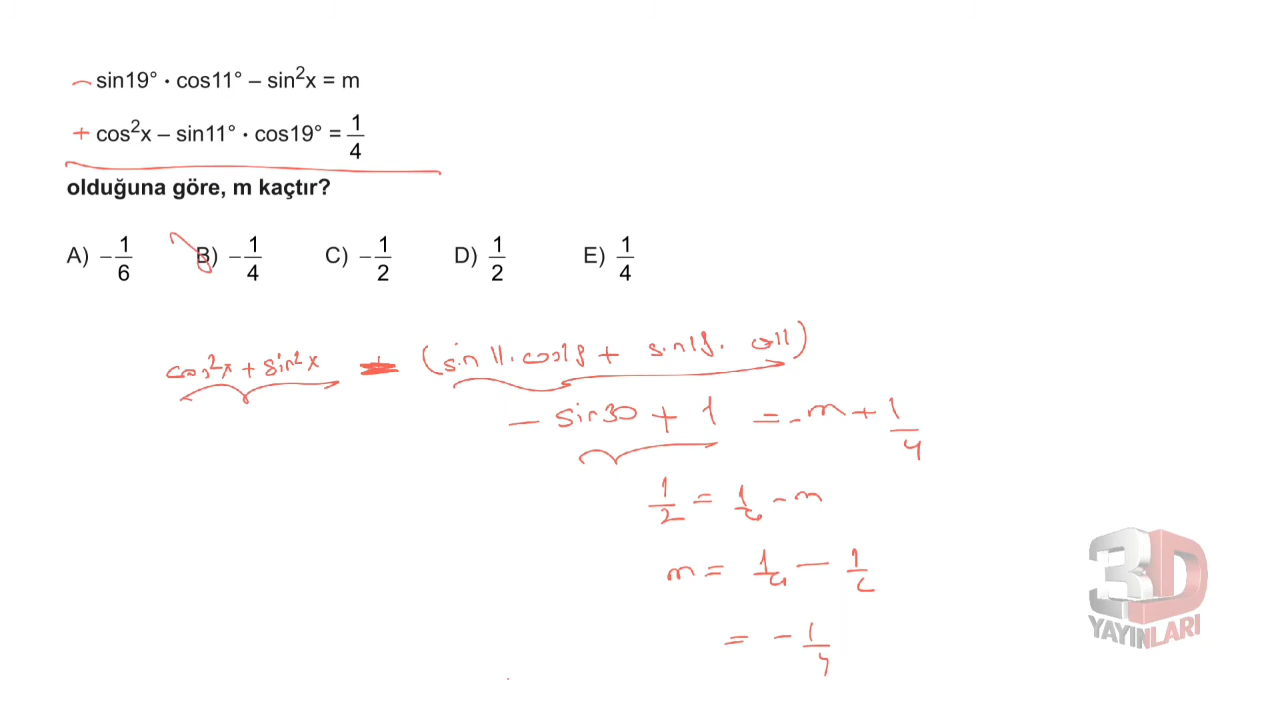 – sin19° · cos11° – sin²x = m
+ cos²x – sin11° · cos19° = 1/4
olduğuna göre, m kaçtır?
A) –1/6 B) –1/4 C) –1/2 D) 1/2 E) 1/4
cos²x + sin²x – (sin11.cos19 + sin19. cos11)
– sin30 + 1 = -m + 1/4
1/2 = 1/4 - m
m = 1/4 – 1/2
= - 1/4
3D
YAYINLARI